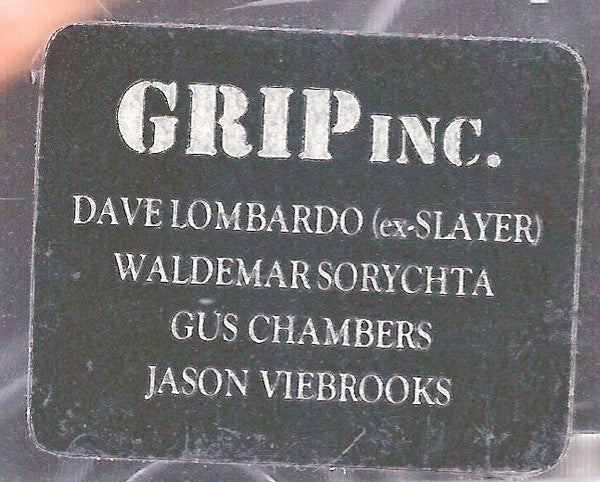 GRIP INC.
DAVE LOMBARDO (ex-SLAYER)
WALDEMAR SORYCHTA
GUS CHAMBERS
JASON VIEBROOKS